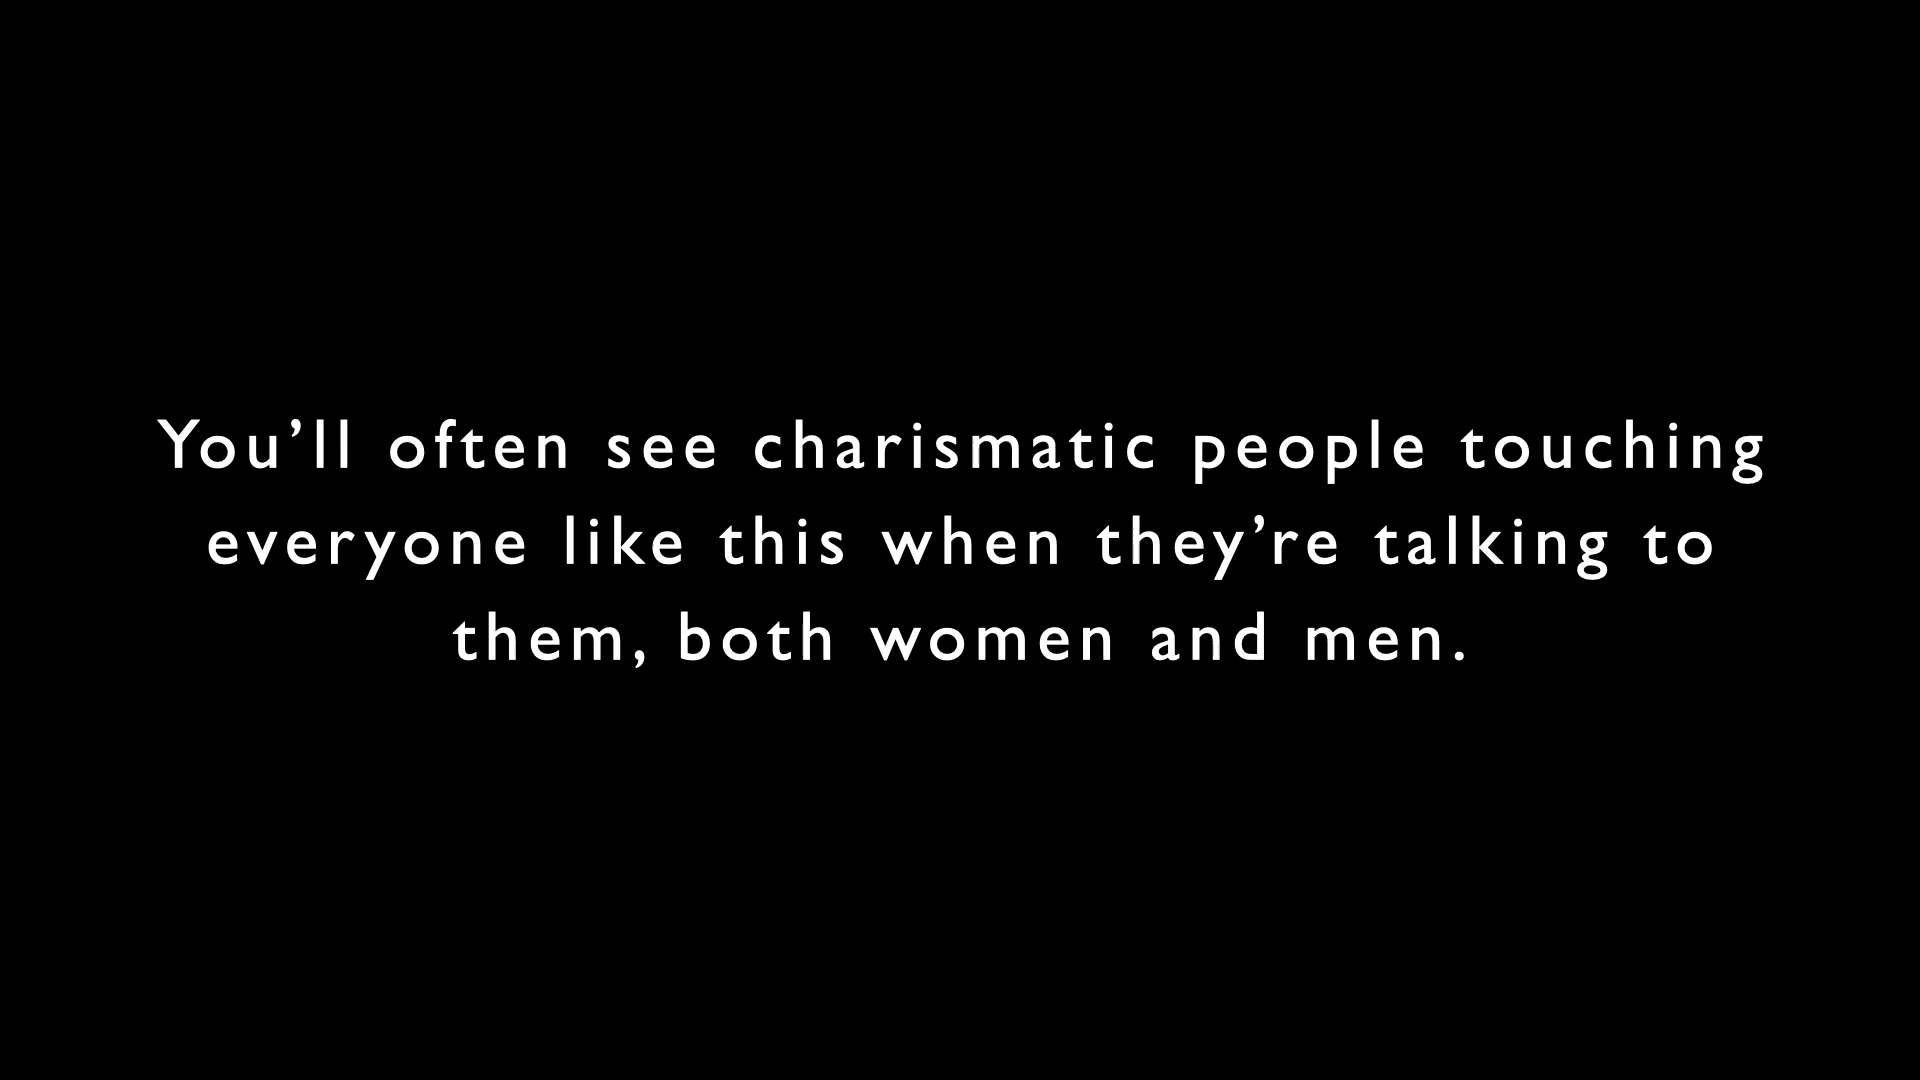 You’ll often see charismatic people touching
everyone like this when they’re talking to
them, both women and men.